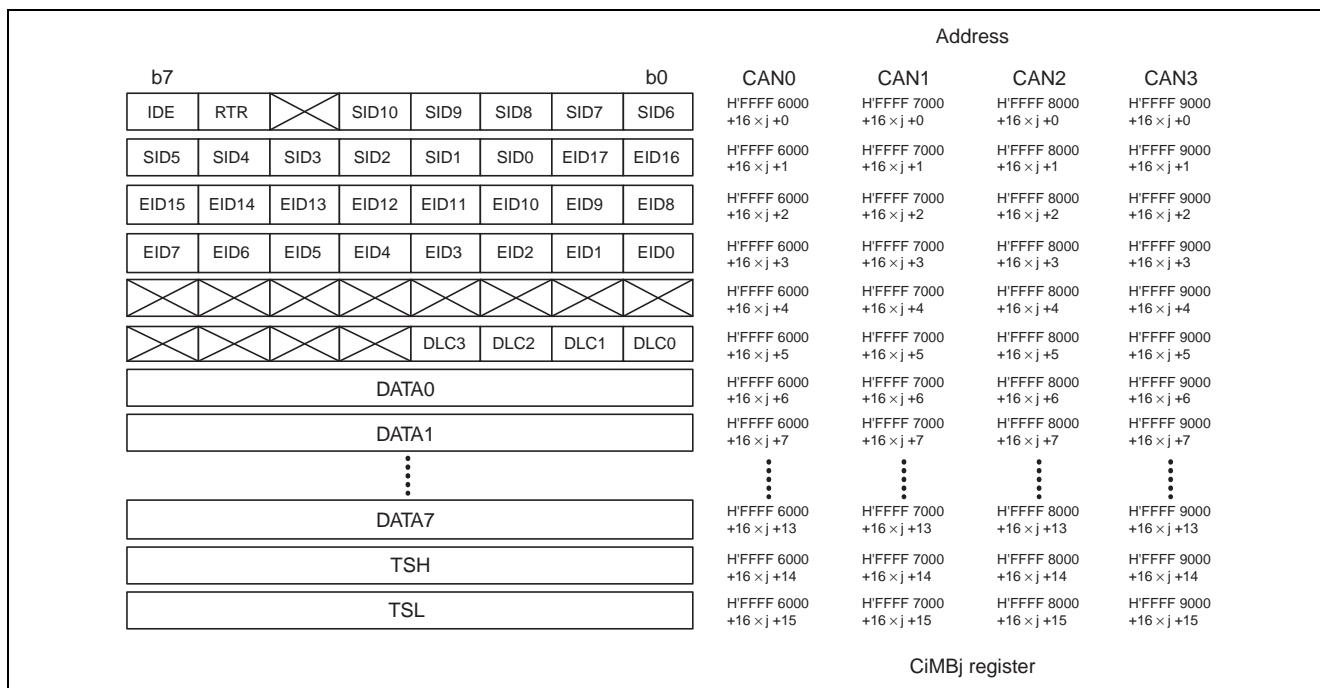 Address
b7 b0 CAN0 CAN1 CAN2 CAN3
IDE RTR SID10 SID9 SID8 SID7 SID6 H'FFFF 6000 H'FFFF 7000 H'FFFF 8000 H'FFFF 9000
+16 × j +0 +16 × j +0 +16 × j +0 +16 × j +0
SID5 SID4 SID3 SID2 SID1 SID0 EID17 EID16 H'FFFF 6000 H'FFFF 7000 H'FFFF 8000 H'FFFF 9000
+16 × j +1 +16 × j +1 +16 × j +1 +16 × j +1
EID15 EID14 EID13 EID12 EID11 EID10 EID9 EID8 H'FFFF 6000 H'FFFF 7000 H'FFFF 8000 H'FFFF 9000
+16 × j +2 +16 × j +2 +16 × j +2 +16 × j +2
EID7 EID6 EID5 EID4 EID3 EID2 EID1 EID0 H'FFFF 6000 H'FFFF 7000 H'FFFF 8000 H'FFFF 9000
+16 × j +3 +16 × j +3 +16 × j +3 +16 × j +3
H'FFFF 6000 H'FFFF 7000 H'FFFF 8000 H'FFFF 9000
+16 × j +4 +16 × j +4 +16 × j +4 +16 × j +4
DLC3 DLC2 DLC1 DLC0 H'FFFF 6000 H'FFFF 7000 H'FFFF 8000 H'FFFF 9000
+16 × j +5 +16 × j +5 +16 × j +5 +16 × j +5
DATA0 H'FFFF 6000 H'FFFF 7000 H'FFFF 8000 H'FFFF 9000
+16 × j +6 +16 × j +6 +16 × j +6 +16 × j +6
DATA1 H'FFFF 6000 H'FFFF 7000 H'FFFF 8000 H'FFFF 9000
+16 × j +7 +16 × j +7 +16 × j +7 +16 × j +7
DATA7 H'FFFF 6000 H'FFFF 7000 H'FFFF 8000 H'FFFF 9000
+16 × j +13 +16 × j +13 +16 × j +13 +16 × j +13
TSH H'FFFF 6000 H'FFFF 7000 H'FFFF 8000 H'FFFF 9000
+16 × j +14 +16 × j +14 +16 × j +14 +16 × j +14
TSL H'FFFF 6000 H'FFFF 7000 H'FFFF 8000 H'FFFF 9000
+16 × j +15 +16 × j +15 +16 × j +15 +16 × j +15
CiMBj register